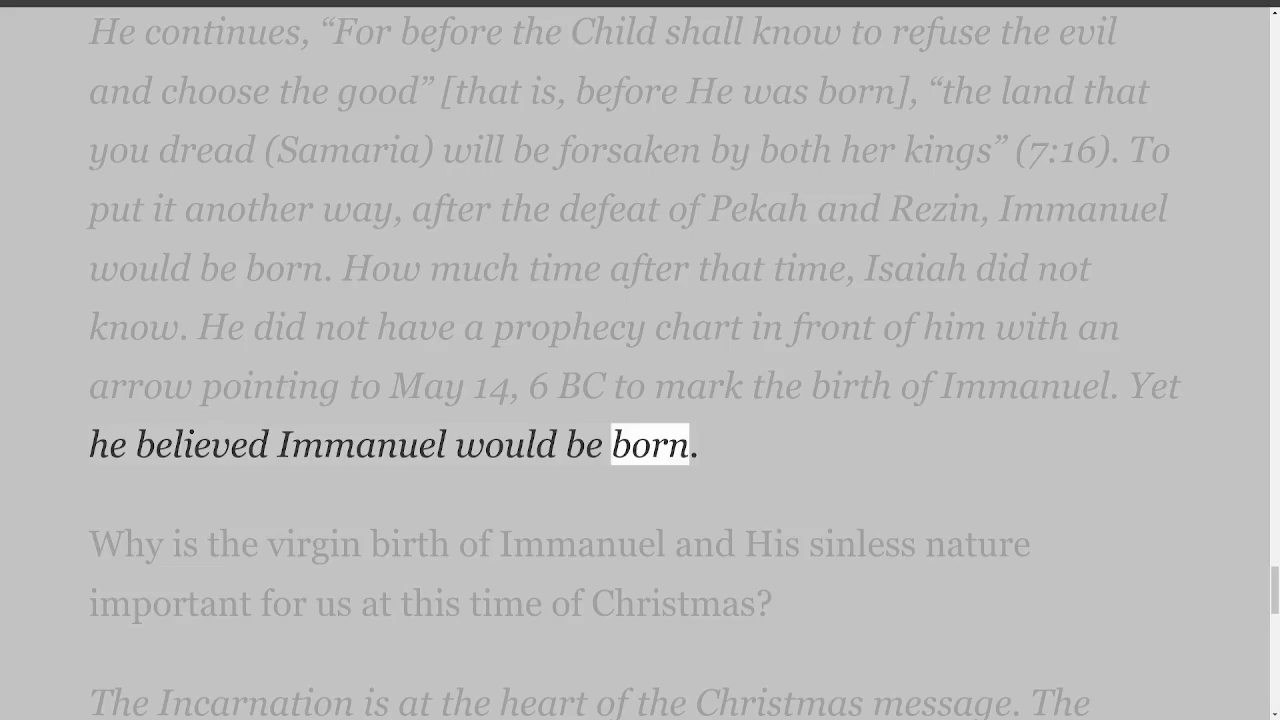 He continues, “For before the Child shall know to refuse the evil
and choose the good” [that is, before He was born], “the land that
you dread (Samaria) will be forsaken by both her kings” (7:16). To
put it another way, after the defeat of Pekah and Rezin, Immanuel
would be born. How much time after that time, Isaiah did not
know. He did not have a prophecy chart in front of him with an
arrow pointing to May 14, 6 BC to mark the birth of Immanuel. Yet
he believed Immanuel would be born.
Why is the virgin birth of Immanuel and His sinless nature
important for us at this time of Christmas?
The Incarnation is at the heart of the Christmas message. The